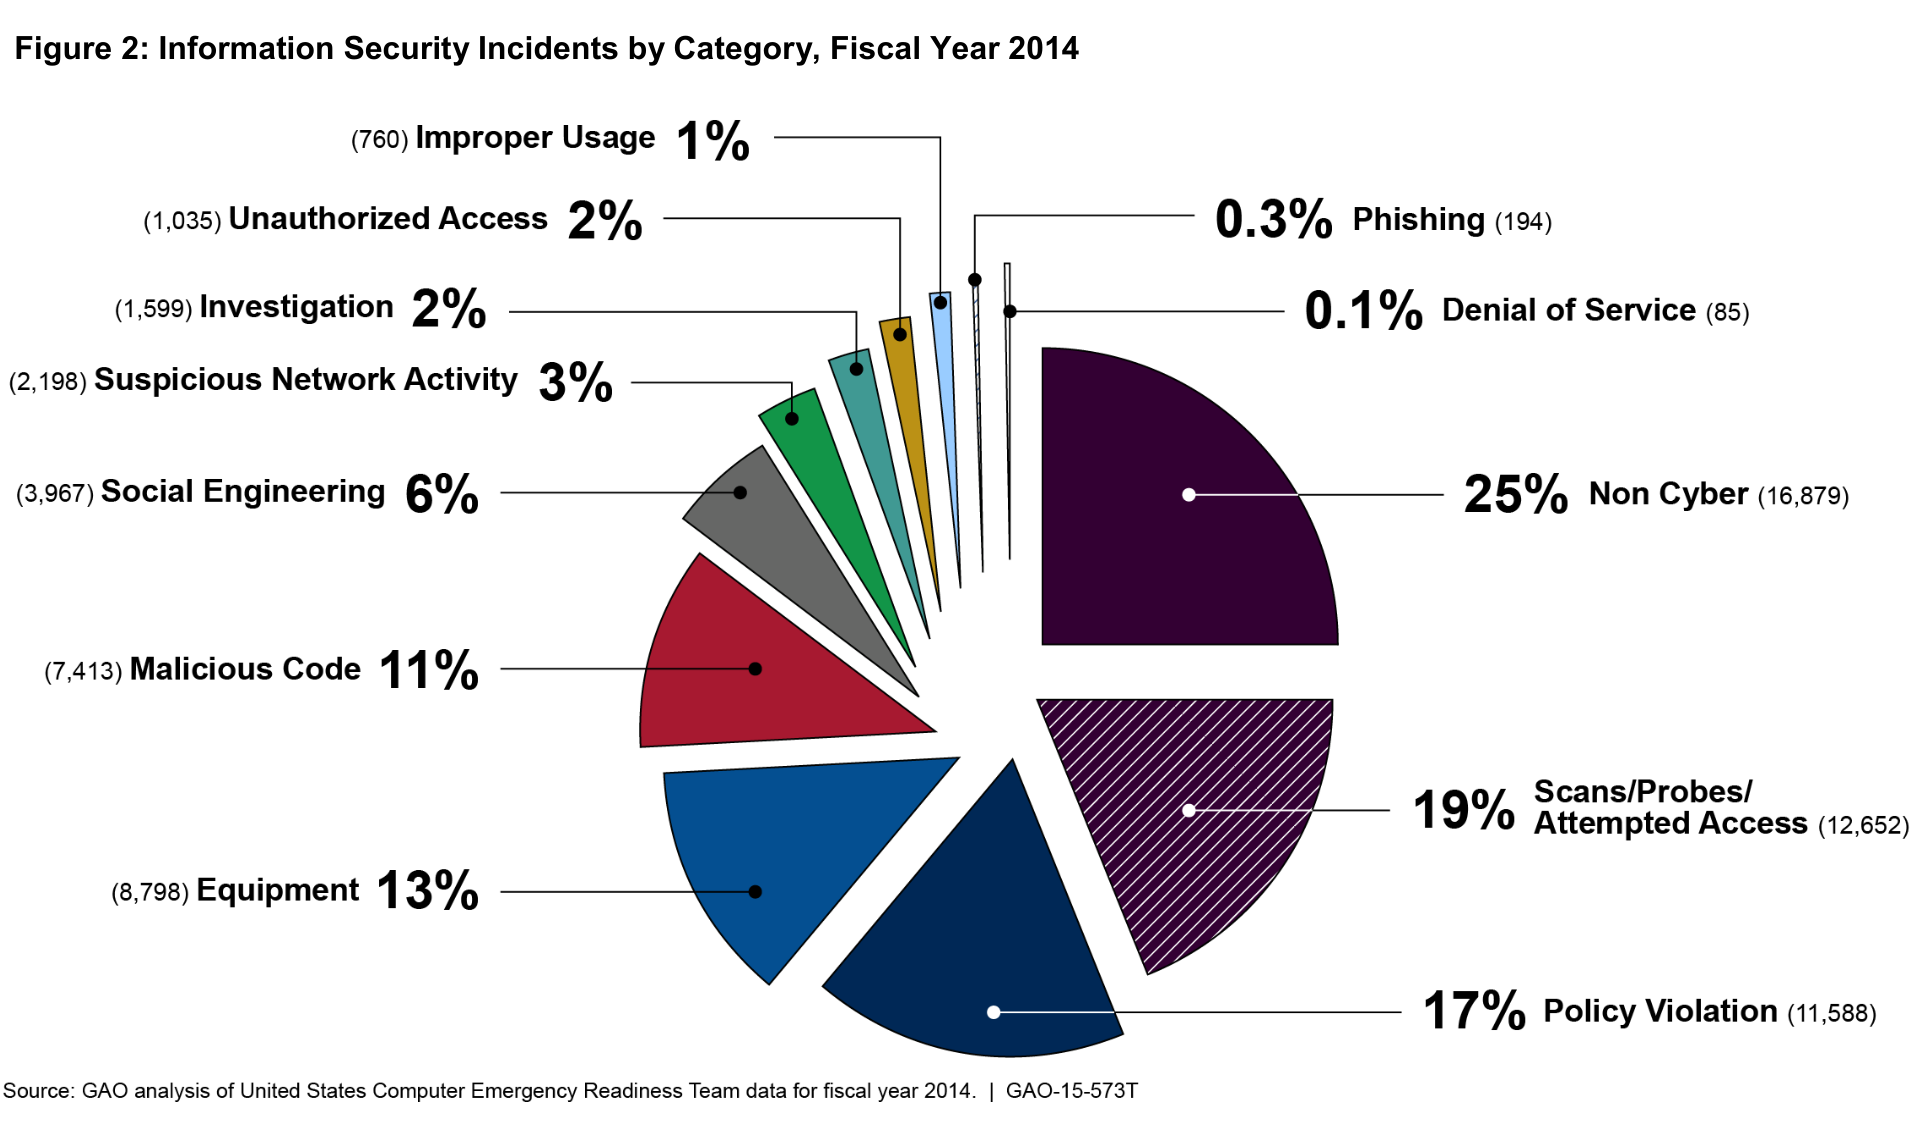 Figure 2: Information Security Incidents by Category, Fiscal Year 2014
(760) Improper Usage 1%
(1,035) Unauthorized Access 2%
(1,599) Investigation 2%
(2,198) Suspicious Network Activity 3%
(3,967) Social Engineering 6%
(7,413) Malicious Code 11%
(8,798) Equipment 13%
0.3% Phishing (194)
0.1% Denial of Service (85)
25% Non Cyber (16,879)
19% Scans/Probes/
Attempted Access (12,652)
17% Policy Violation (11,588)
Source: GAO analysis of United States Computer Emergency Readiness Team data for fiscal year 2014. | GAO-15-573T